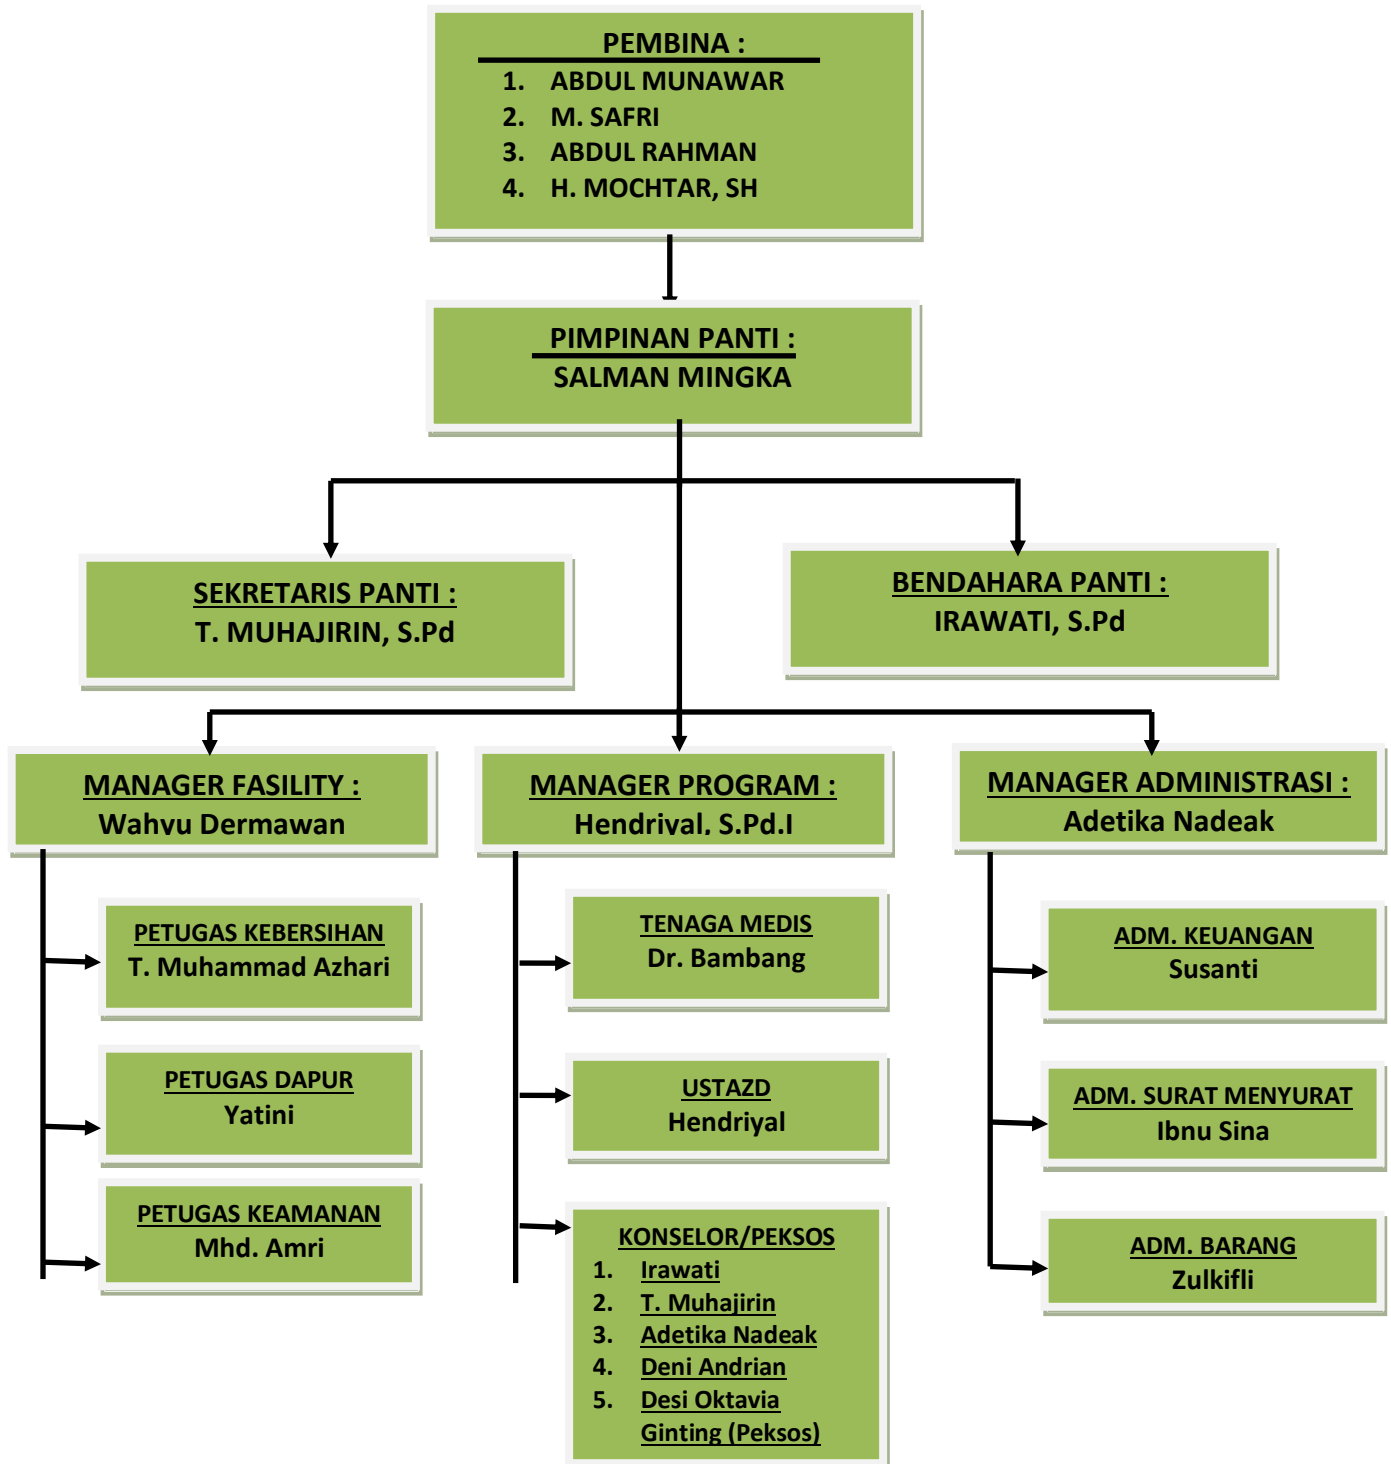 PEMBINA :
1. ABDUL MUNAWAR
2. M. SAFRI
3. ABDUL RAHMAN
4. H. MOCHTAR, SH
PIMPINAN PANTI :
SALMAN MINGKA
SEKRETARIS PANTI :
T. MUHAJIRIN, S.Pd
BENDAHARA PANTI :
IRAWATI, S.Pd
MANAGER FASILITY :
Wahyu Dermawan
MANAGER PROGRAM :
Hendriyal, S.Pd.I
MANAGER ADMINISTRASI :
Adetika Nadeak
PETUGAS KEBERSIHAN
T. Muhammad Azhari
PETUGAS DAPUR
Yatini
PETUGAS KEAMANAN
Mhd. Amri
TENAGA MEDIS
Dr. Bambang
USTAZD
Hendriyal
KONSELOR/PEKSOS
1. Irawati
2. T. Muhajirin
3. Adetika Nadeak
4. Deni Andrian
5. Desi Oktavia
Ginting (Peksos)
ADM. KEUANGAN
Susanti
ADM. SURAT MENYURAT
Ibnu Sina
ADM. BARANG
Zulkifli